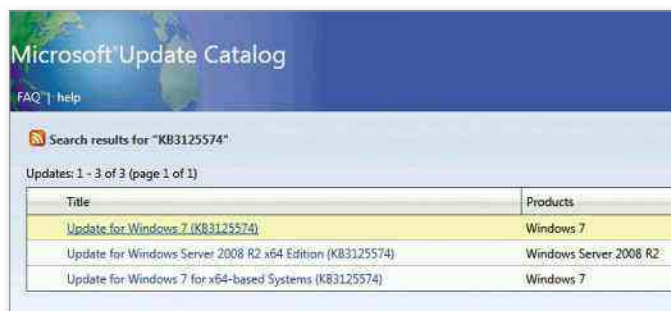 Microsoft Update Catalog
FAQ | help
Search results for "KB3125574"
Updates: 1 - 3 of 3 (page 1 of 1)
Title Products
Update for Windows 7 (KB3125574) Windows 7
Update for Windows Server 2008 R2 x64 Edition (KB3125574) Windows Server 2008 R2
Update for Windows 7 for x64-based Systems (KB3125574) Windows 7